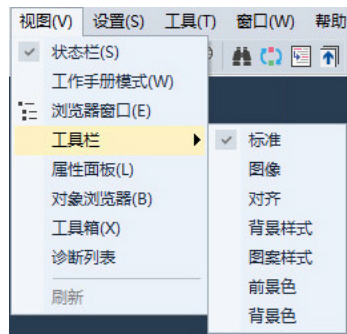 视图(V) 设置(S) 工具(T) 窗口(W) 帮助
状态栏(S)
工作手册模式(W)
浏览器窗口(E)
工具栏
属性面板(L)
对象浏览器(B)
工具箱(X)
诊断列表
刷新
标准
图像
对齐
背景样式
图案样式
前景色
背景色